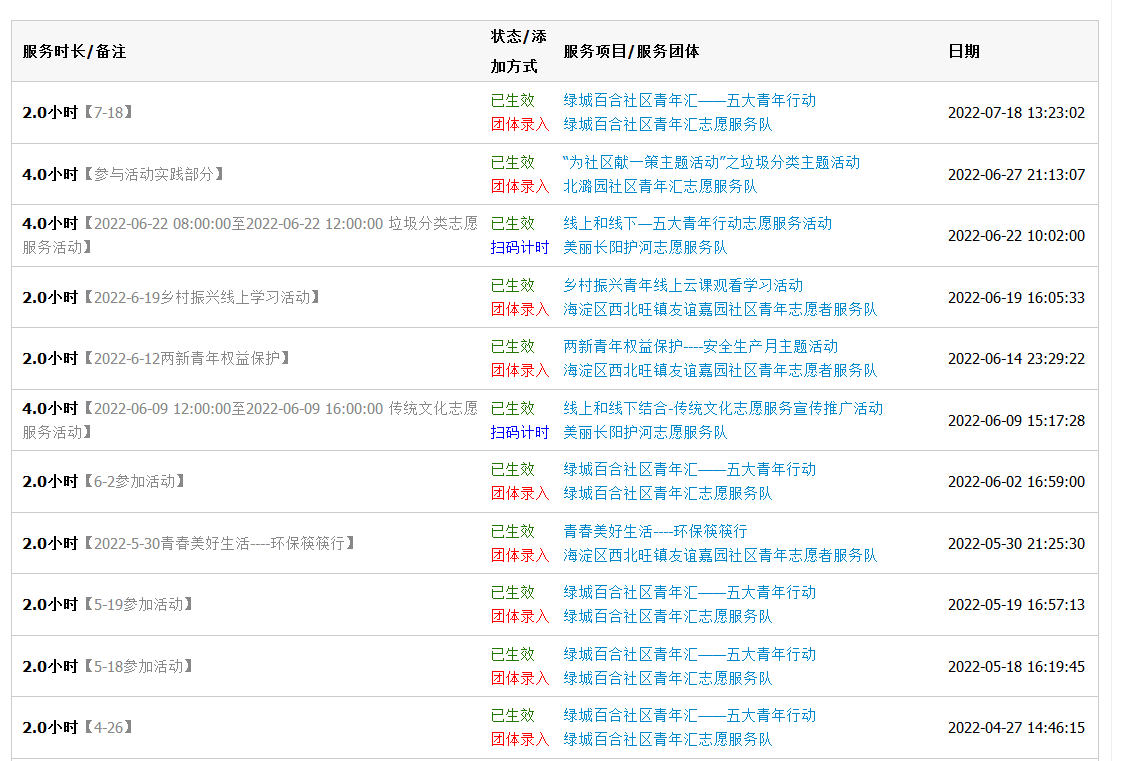 服务时长/备注
状态/添
加方式
服务项目/服务团体
日期
2.0小时【7-18】
已生效
团体录入
绿城百合社区青年汇——五大青年行动
绿城百合社区青年汇志愿服务队
2022-07-18 13:23:02
4.0小时【参与活动实践部分】
已生效
团体录入
“为社区献一策主题活动”之垃圾分类主题活动
北潞园社区青年汇志愿服务队
2022-06-27 21:13:07
4.0小时【2022-06-22 08:00:00至2022-06-22 12:00:00 垃圾分类志愿
服务活动】
已生效
扫码计时
线上和线下—五大青年行动志愿服务活动
美丽长阳护河志愿服务队
2022-06-22 10:02:00
2.0小时【2022-6-19乡村振兴线上学习活动】
已生效
团体录入
乡村振兴青年线上云课观看学习活动
海淀区西北旺镇友谊嘉园社区青年志愿者服务队
2022-06-19 16:05:33
2.0小时【2022-6-12两新青年权益保护】
已生效
团体录入
两新青年权益保护----安全生产月主题活动
海淀区西北旺镇友谊嘉园社区青年志愿者服务队
2022-06-14 23:29:22
4.0小时【2022-06-09 12:00:00至2022-06-09 16:00:00 传统文化志愿
服务活动】
已生效
扫码计时
线上和线下结合-传统文化志愿服务宣传推广活动
美丽长阳护河志愿服务队
2022-06-09 15:17:28
2.0小时【6-2参加活动】
已生效
团体录入
绿城百合社区青年汇——五大青年行动
绿城百合社区青年汇志愿服务队
2022-06-02 16:59:00
2.0小时【2022-5-30青春美好生活----环保筷筷行】
已生效
团体录入
青春美好生活----环保筷筷行
海淀区西北旺镇友谊嘉园社区青年志愿者服务队
2022-05-30 21:25:30
2.0小时【5-19参加活动】
已生效
团体录入
绿城百合社区青年汇——五大青年行动
绿城百合社区青年汇志愿服务队
2022-05-19 16:57:13
2.0小时【5-18参加活动】
已生效
团体录入
绿城百合社区青年汇——五大青年行动
绿城百合社区青年汇志愿服务队
2022-05-18 16:19:45
2.0小时【4-26】
已生效
团体录入
绿城百合社区青年汇——五大青年行动
绿城百合社区青年汇志愿服务队
2022-04-27 14:46:15